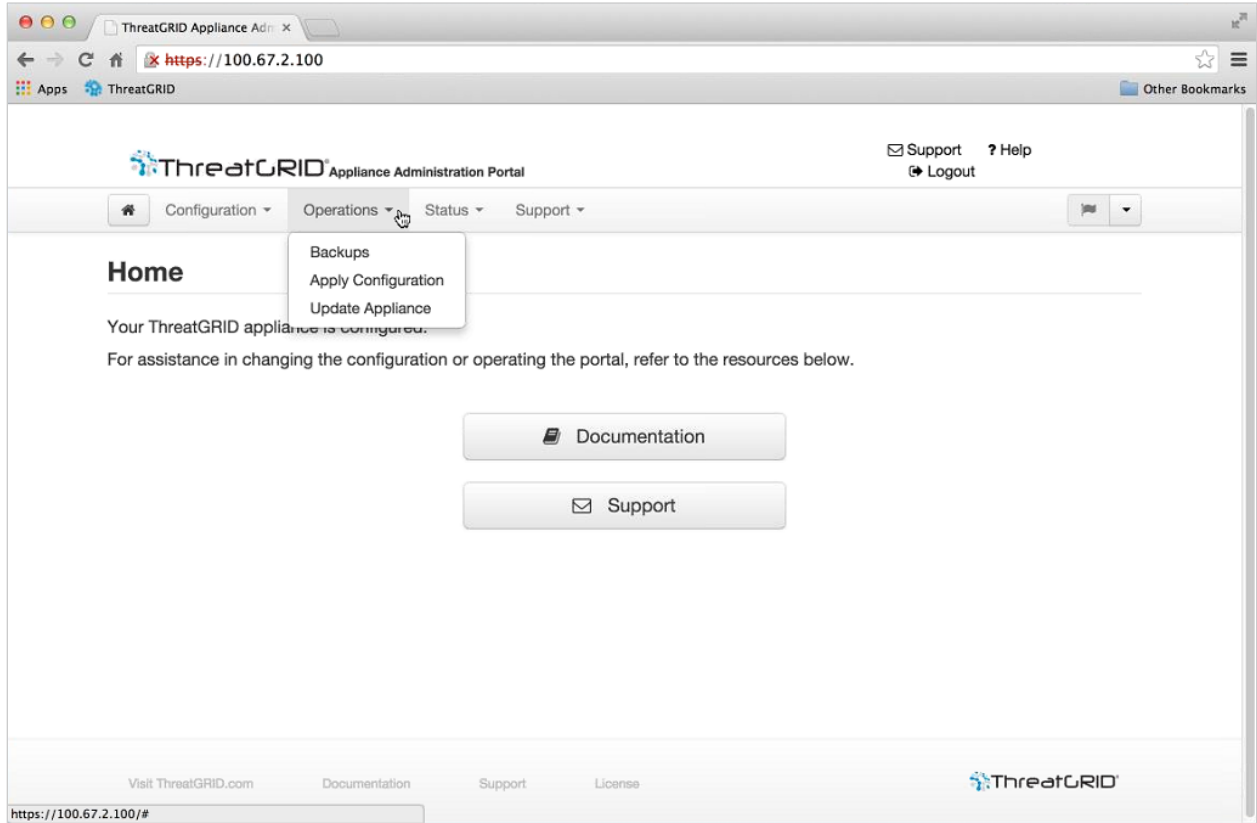 ThreatGRID Appliance Adm
https://100.67.2.100
Apps ThreatGRID Other Bookmarks
ThreatGRID® Appliance Administration Portal
Support ? Help
Logout
Configuration Operations Status Support
Backups
Apply Configuration
Update Appliance
Home
Your ThreatGRID appliance is configured.
For assistance in changing the configuration or operating the portal, refer to the resources below.
Documentation
Support
Visit ThreatGRID.com Documentation Support License ThreatGRID®
https://100.67.2.100/#